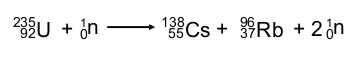 ²³⁵₉₂U + ¹₀n ⟶ ¹³⁸₅₅Cs + ⁹⁶₃₇Rb + 2 ¹₀n